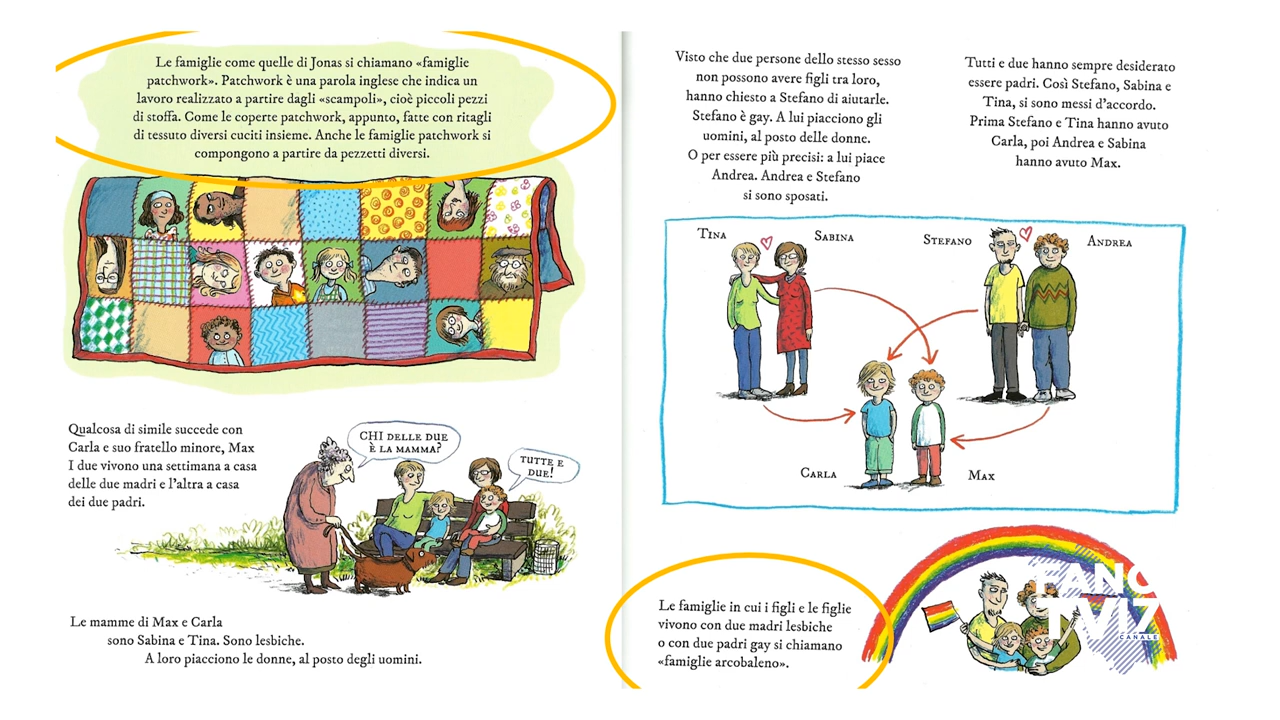 Le famiglie come quelle di Jonas si chiamano «famiglie
patchwork». Patchwork è una parola inglese che indica un
lavoro realizzato a partire dagli «scampoli», cioè piccoli pezzi
di stoffa. Come le coperte patchwork, appunto, fatte con ritagli
di tessuto diversi cuciti insieme. Anche le famiglie patchwork si
compongono a partire da pezzetti diversi.
Qualcosa di simile succede con
Carla e suo fratello minore, Max
I due vivono una settimana a casa
delle due madri e l'altra a casa
dei due padri.
CHI DELLE DUE
È LA MAMMA?
TUTTE E
DUE!
Le mamme di Max e Carla
sono Sabina e Tina. Sono lesbiche.
A loro piacciono le donne, al posto degli uomini.
Visto che due persone dello stesso sesso
non possono avere figli tra loro,
hanno chiesto a Stefano di aiutarle.
Stefano è gay. A lui piacciono gli
uomini, al posto delle donne.
O per essere più precisi: a lui piace
Andrea. Andrea e Stefano
si sono sposati.
Tutti e due hanno sempre desiderato
essere padri. Così Stefano, Sabina e
Tina, si sono messi d'accordo.
Prima Stefano e Tina hanno avuto
Carla, poi Andrea e Sabina
hanno avuto Max.
TINA
SABINA
STEFANO
ANDREA
CARLA
MAX
Le famiglie in cui i figli e le figlie
vivono con due madri lesbiche
o con due padri gay si chiamano
«famiglie arcobaleno».
FANO
TV17
CANALE